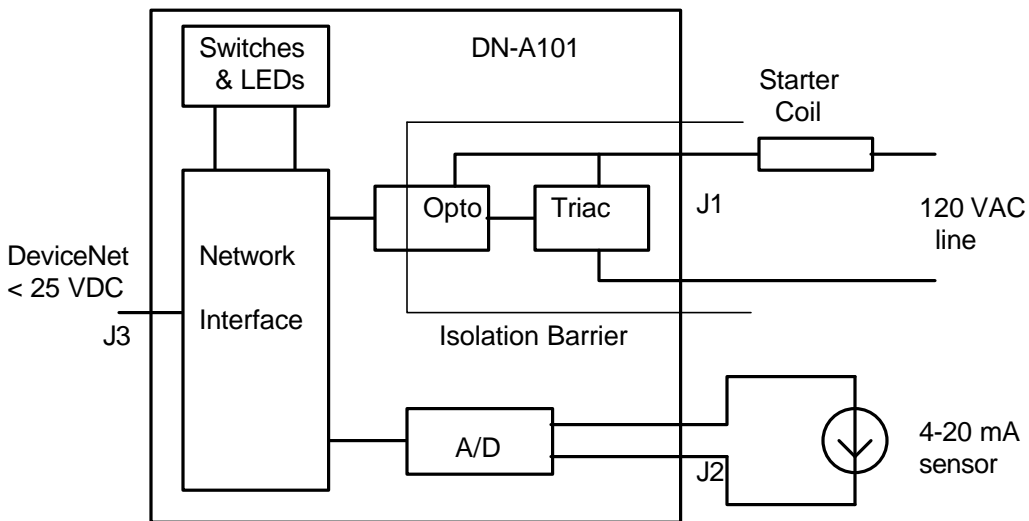 Switches
& LEDs
DN-A101
Starter
Coil
Opto
Triac
J1
120 VAC
line
DeviceNet
< 25 VDC
J3
Network
Interface
Isolation Barrier
A/D
J2
4-20 mA
sensor